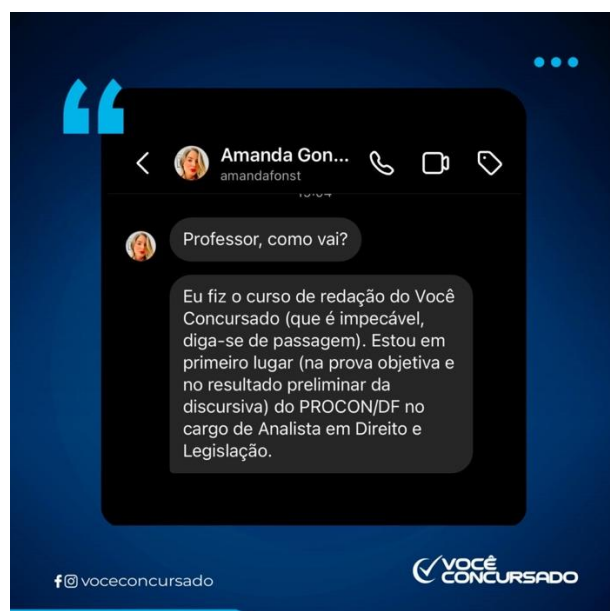 Amanda Gon...
amandafonst
Professor, como vai?
Eu fiz o curso de redação do Você
Concursado (que é impecável,
diga-se de passagem). Estou em
primeiro lugar (na prova objetiva e
no resultado preliminar da
discursiva) do PROCON/DF no
cargo de Analista em Direito e
Legislação.
voceconcursado
VOCÊ
CONCURSADO